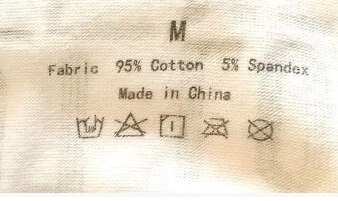 M
Fabric 95% Cotton 5% Spandex
Made in China